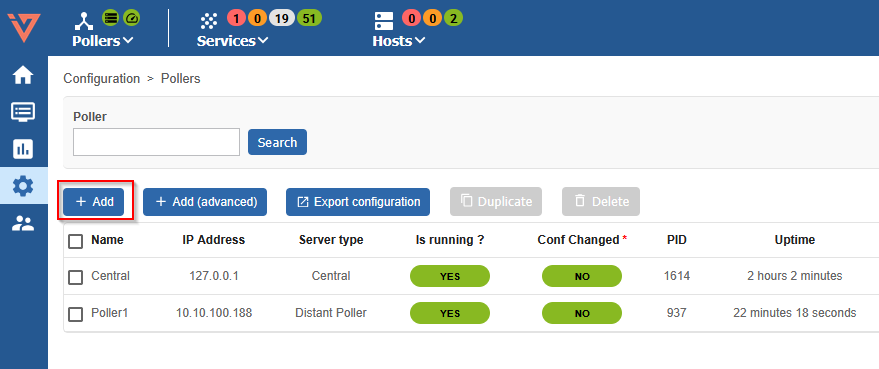 1 0 19 51
0 0 2
Pollers Services Hosts
Configuration > Pollers
Poller
Search
+ Add + Add (advanced) Export configuration Duplicate Delete
Name IP Address Server type Is running ? Conf Changed * PID Uptime
Central 127.0.0.1 Central YES NO 1614 2 hours 2 minutes
Poller1 10.10.100.188 Distant Poller YES NO 937 22 minutes 18 seconds